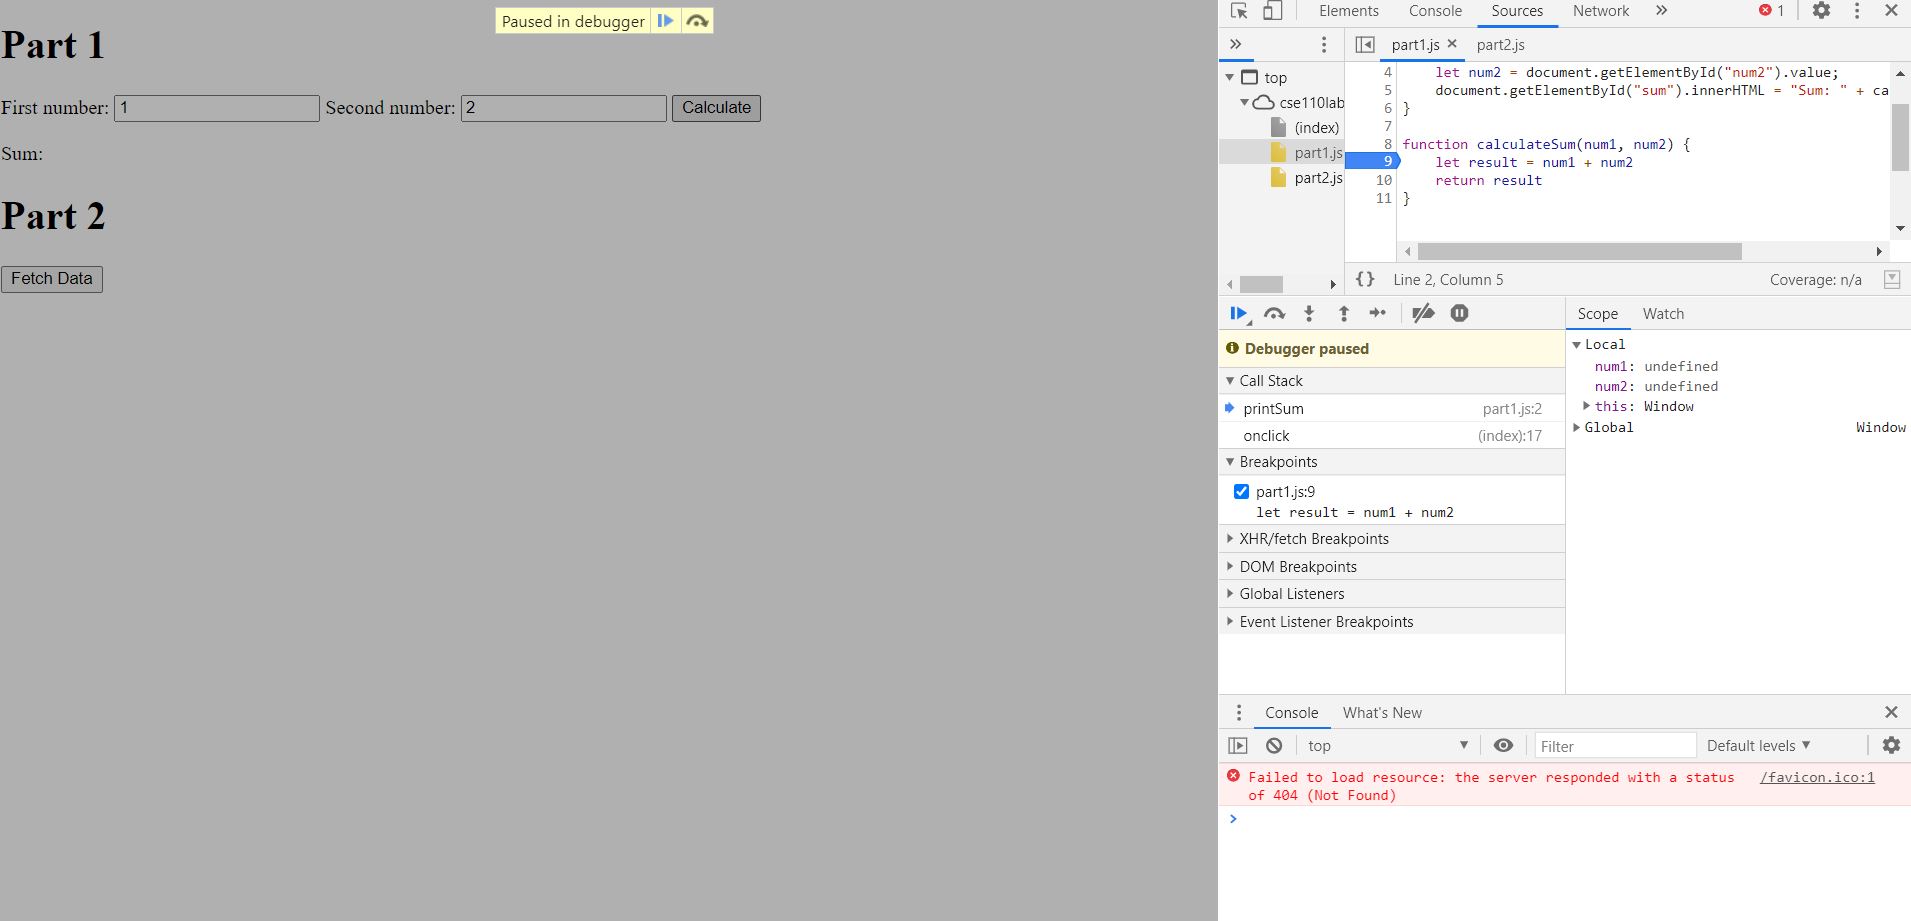 Paused in debugger
Part 1
First number: 1 Second number: 2 Calculate
Sum:
Part 2
Fetch Data
Elements Console Sources Network » 1
»
part1.js × part2.js
top
cse110lab
(index)
part1.js
part2.js
4 let num2 = document.getElementById("num2").value;
5 document.getElementById("sum").innerHTML = "Sum: " + ca
6 }
7
8 function calculateSum(num1, num2) {
9 let result = num1 + num2
10 return result
11 }
{} Line 2, Column 5 Coverage: n/a
Debugger paused
Call Stack
printSum part1.js:2
onclick (index):17
Breakpoints
part1.js:9
let result = num1 + num2
XHR/fetch Breakpoints
DOM Breakpoints
Global Listeners
Event Listener Breakpoints
Scope Watch
Local
num1: undefined
num2: undefined
this: Window
Global Window
Console What's New
top Filter Default levels
Failed to load resource: the server responded with a status /favicon.ico:1
of 404 (Not Found)
>